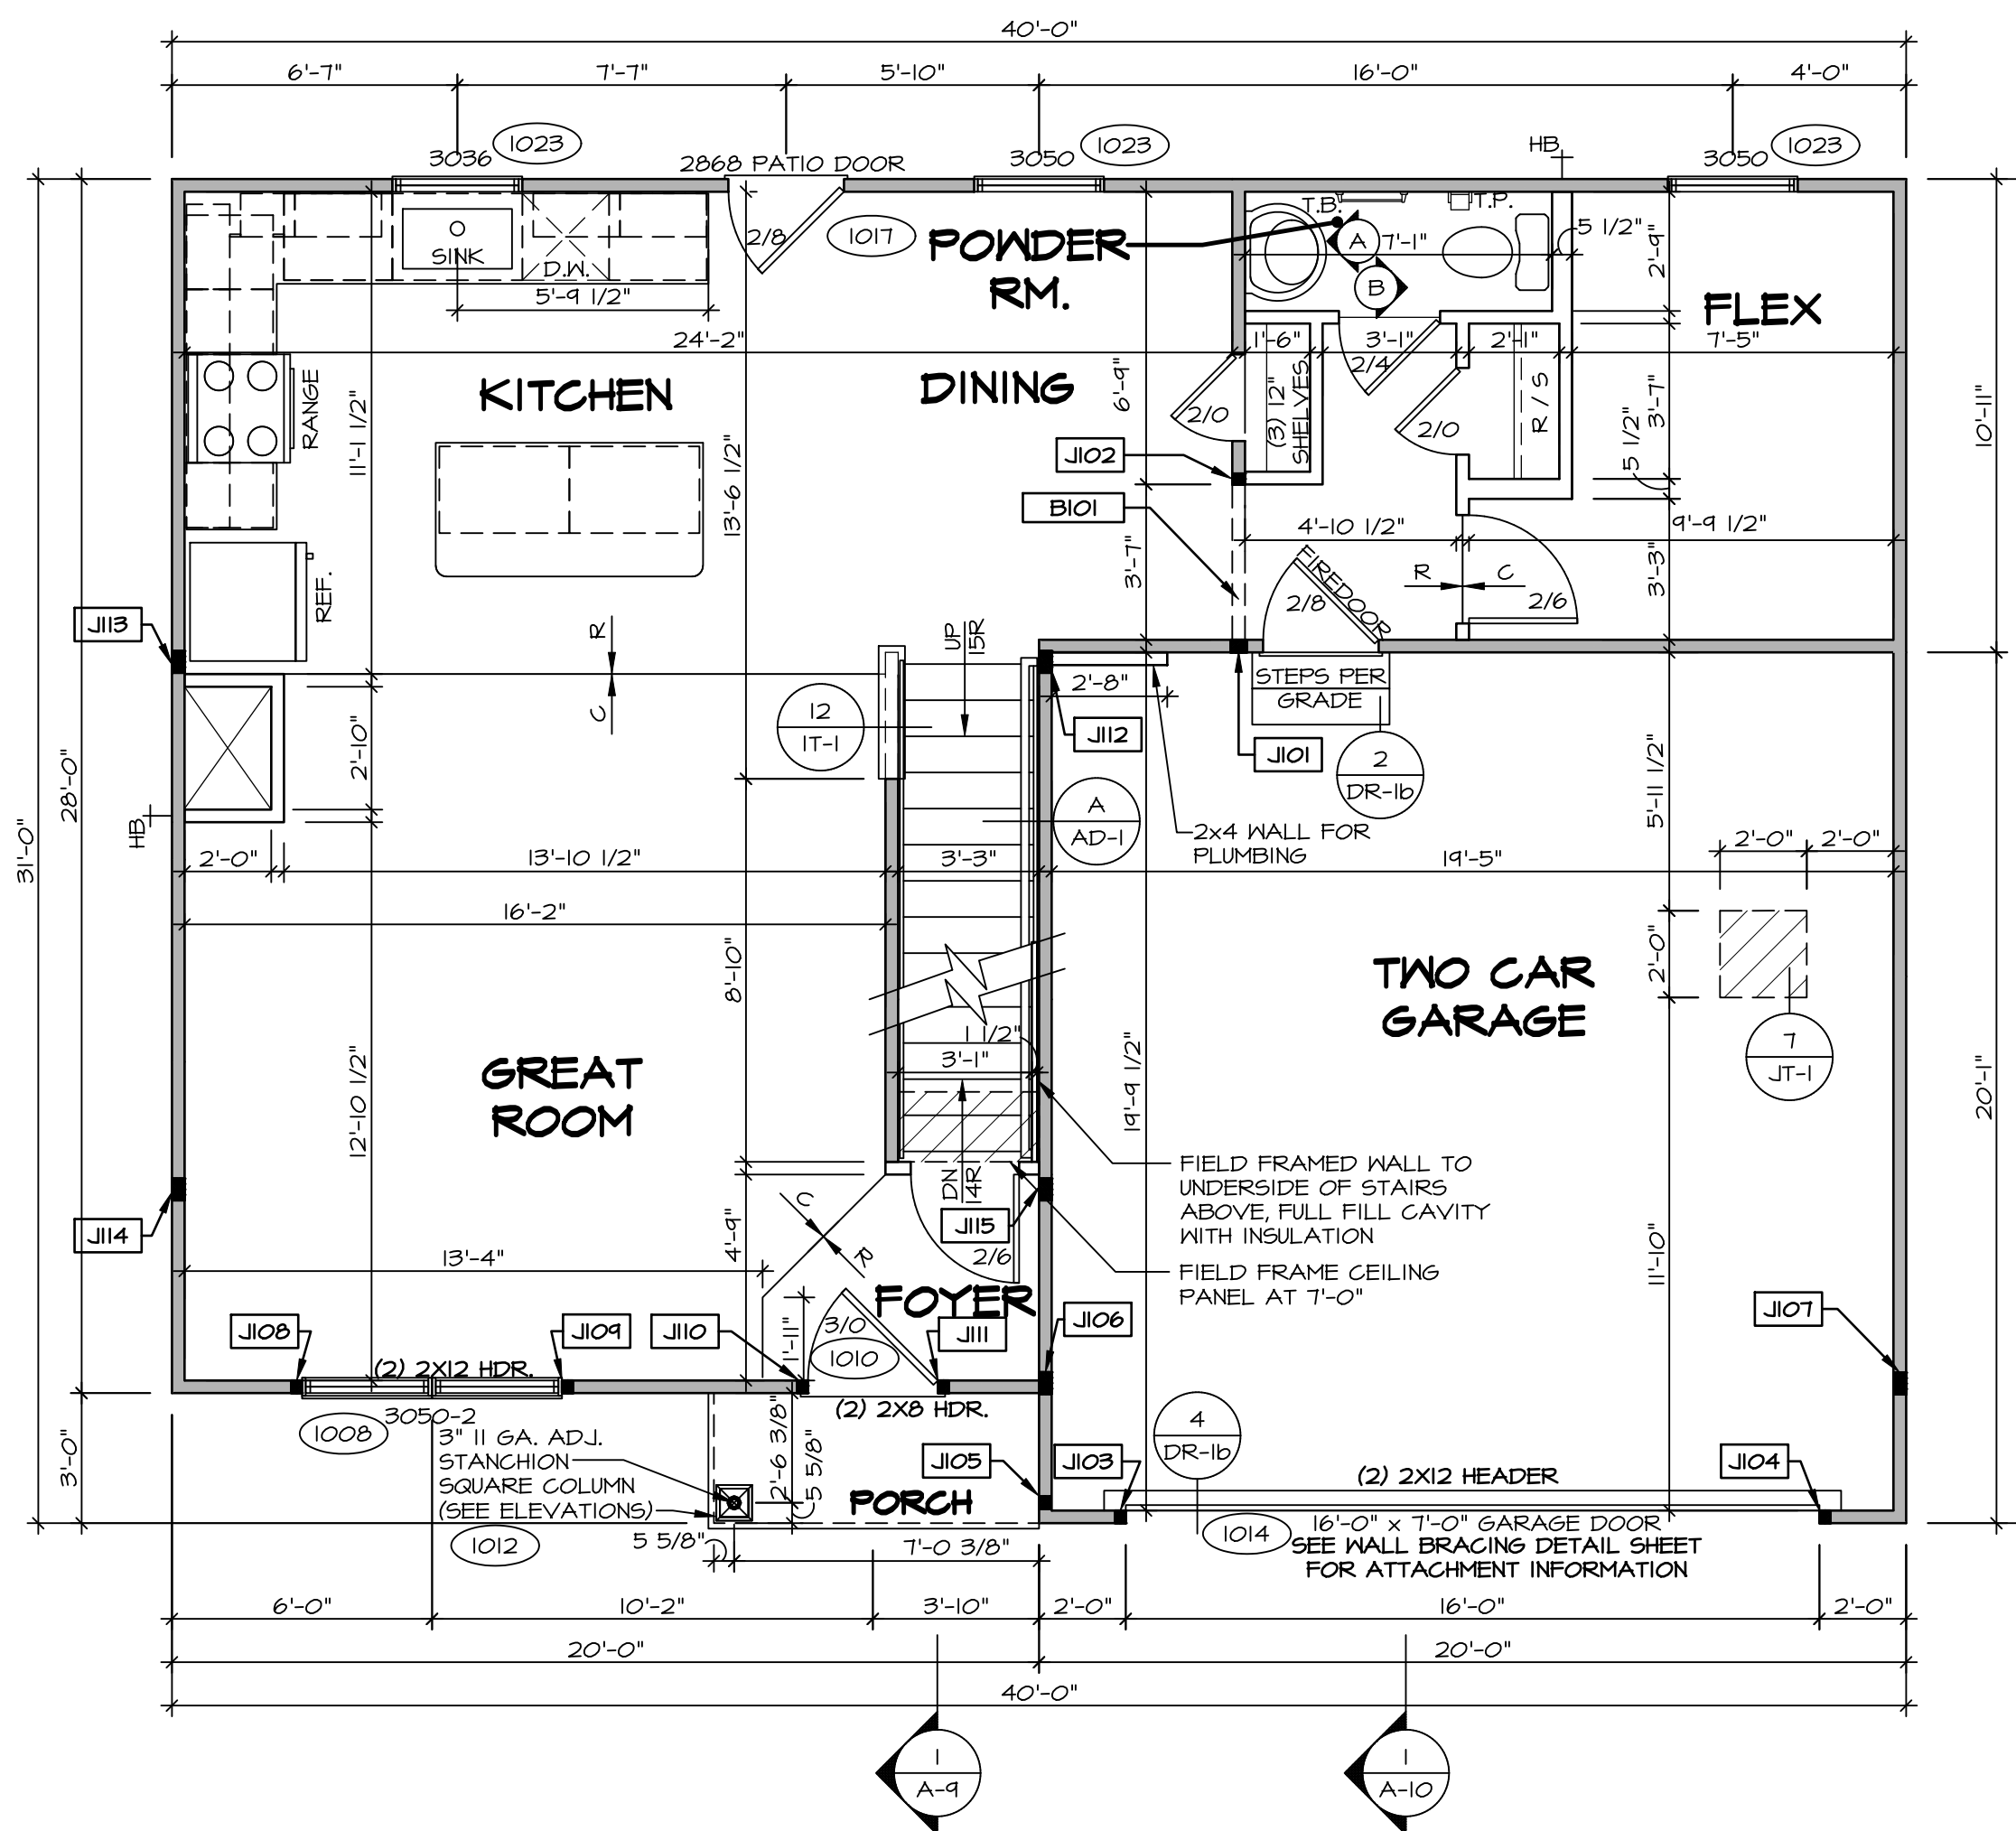 40'-0"
6'-7" 7'-7" 5'-10" 16'-0" 4'-0"
1023 1023 HB 1023
3036 2868 PATIO DOOR 3050 3050
T.B. T.P.
2/8 1017 POWDER A 7'-1" 5 1/2" 2'-9"
SINK
D.W. RM. B
5'-9 1/2" FLEX
24'-2" 1'-6" 3'-1" 2'-1" 7'-5"
RANGE KITCHEN DINING 2/4
11'-1 1/2" 13'-6 1/2" 6'-9" 2/0 (3) 12" 2/0 R / S 3'-7" 10'-11"
SHELVES
5 1/2"
J102
B101
4'-10 1/2" 9'-9 1/2"
REF. 3'-7" FIREDOOR R C 3'-3"
2/8 2/6
J113
R UP
15R
C
STEPS PER
GRADE
2'-8"
12 J112 J101 2
1T-1 DR-1b
28'-0" 2'-10" 5'-11 1/2"
A
AD-1
HB 2x4 WALL FOR
PLUMBING
31'-0" 2'-0" 2'-0"
2'-0" 13'-10 1/2" 3'-3" 19'-5"
16'-2"
8'-10" TWO CAR 2'-0"
GARAGE
1 1/2" 7
3'-1" JT-1
GREAT
ROOM
12'-10 1/2" 19'-9 1/2" 20'-1"
FIELD FRAMED WALL TO
UNDERSIDE OF STAIRS
ABOVE, FULL FILL CAVITY
WITH INSULATION
DN
14R
C J115
R
J114 4'-9" 2/6
13'-4" 11'-10"
FIELD FRAME CEILING
PANEL AT 7'-0"
FOYER
J108 J109 J110 3/0 J111 J106 J107
1'-11" 1010
(2) 2X12 HDR.
3050-2 (2) 2X8 HDR.
1008
3" 11 GA. ADJ.
STANCHION
SQUARE COLUMN
(SEE ELEVATIONS)
3'-0" 2'-6 3/8" 5 5/8" 4
DR-1b
J105 J103 J104
(2) 2X12 HEADER
PORCH
1012 1014 16'-0" x 7'-0" GARAGE DOOR
SEE WALL BRACING DETAIL SHEET
FOR ATTACHMENT INFORMATION
5 5/8" 7'-0 3/8"
6'-0" 10'-2" 3'-10" 2'-0" 16'-0" 2'-0"
20'-0" 20'-0"
40'-0"
1 1
A-9 A-10